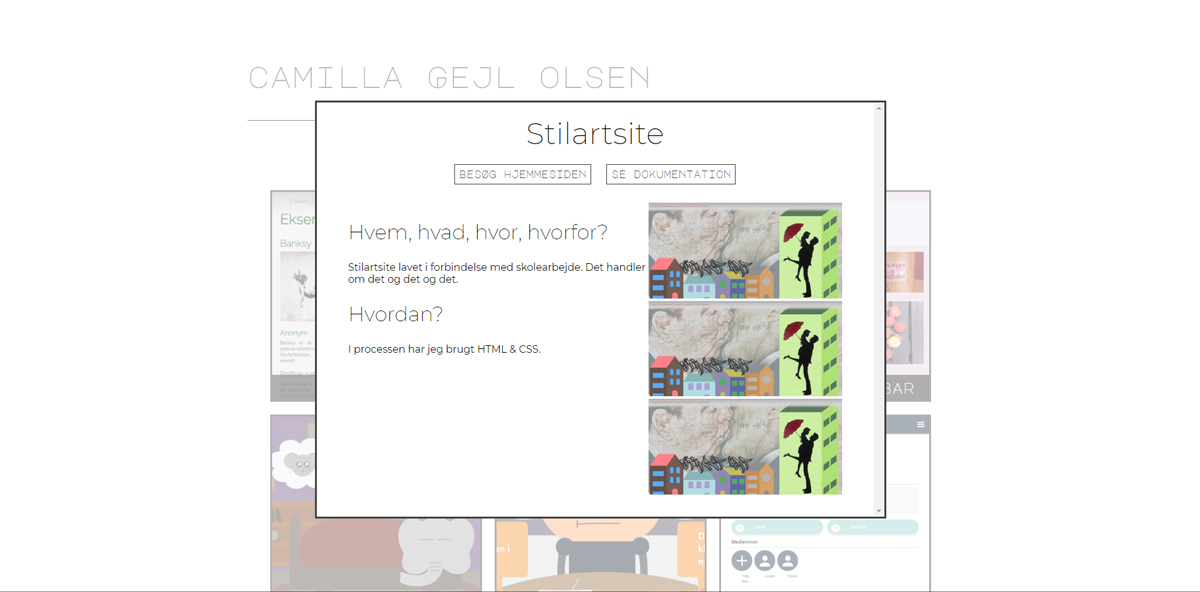 CAMILLA GEJL OLSEN
Stilartsite
BESØG HJEMMESIDEN
SE DOKUMENTATION
Hvem, hvad, hvor, hvorfor?
Stilartsite lavet i forbindelse med skolearbejde. Det handler
om det og det og det.
Hvordan?
I processen har jeg brugt HTML & CSS.
Banksy
Anonym
BAR
Medlemmer